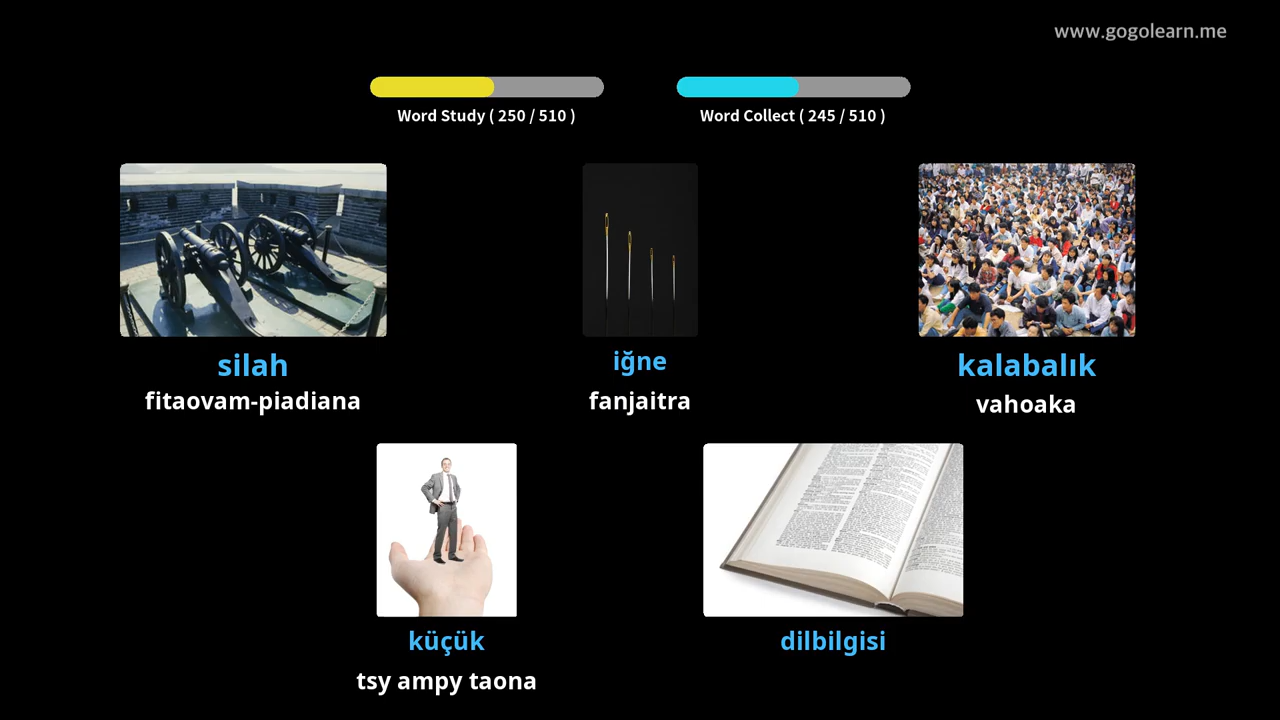 www.gogolearn.me
Word Study ( 250 / 510 )
Word Collect ( 245 / 510 )
silah
fitaovam-piadiana
iğne
fanjaitra
kalabalık
vahoaka
küçük
tsy ampy taona
dilbilgisi